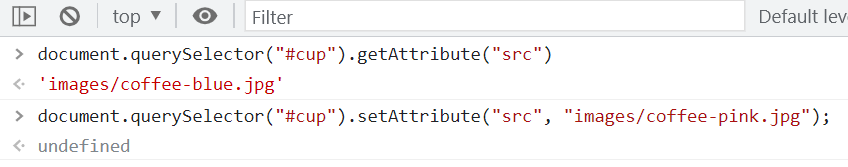 top ▼ Filter Default leve
> document.querySelector("#cup").getAttribute("src")
<· 'images/coffee-blue.jpg'
> document.querySelector("#cup").setAttribute("src", "images/coffee-pink.jpg");
<· undefined